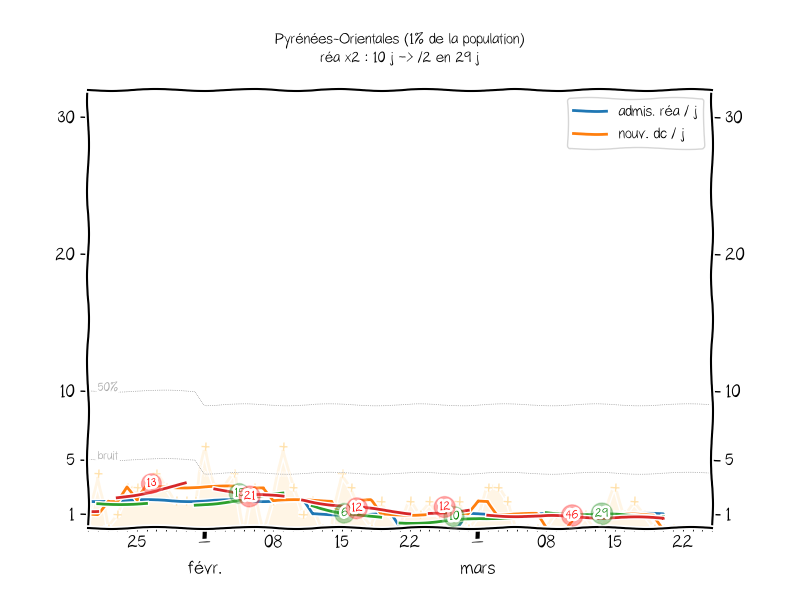 Pyrénées-Orientales (1% de la population)
réa x2 : 10 j -> /2 en 29 j
30 30
admis. réa / j
nouv. dc / j
20 20
50%
10 10
bruit
5 5
13
21
6
12
12
10
46
29
1 1
25 08 15 22 08 15 22
févr. mars